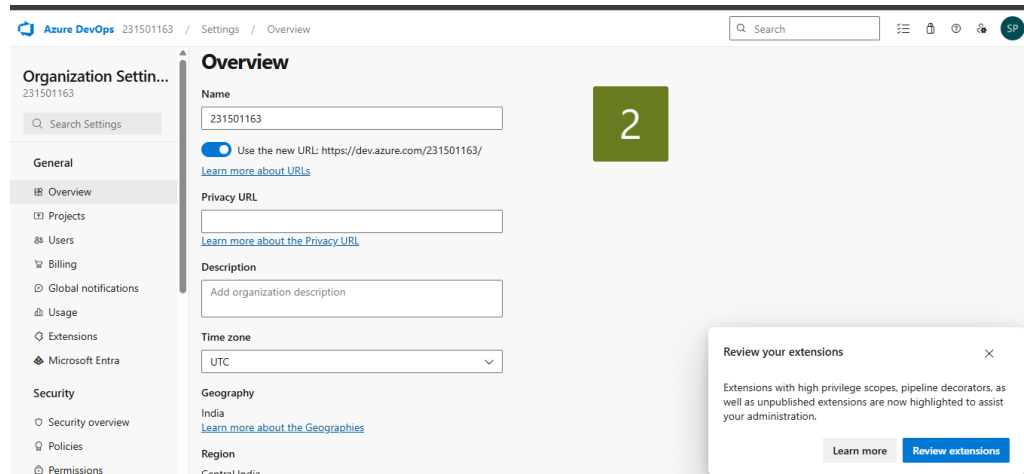 Azure DevOps 231501163 / Settings / Overview
Search
SP
Organization Settin...
231501163
Search Settings
General
Overview
Projects
Users
Billing
Global notifications
Usage
Extensions
Microsoft Entra
Security
Security overview
Policies
Permissions
Overview
Name
231501163
Use the new URL: https://dev.azure.com/231501163/
Learn more about URLs
Privacy URL
Learn more about the Privacy URL
Description
Add organization description
Time zone
UTC
Geography
India
Learn more about the Geographies
Region
Central India
2
Review your extensions
Extensions with high privilege scopes, pipeline decorators, as
well as unpublished extensions are now highlighted to assist
your administration.
Learn more
Review extensions